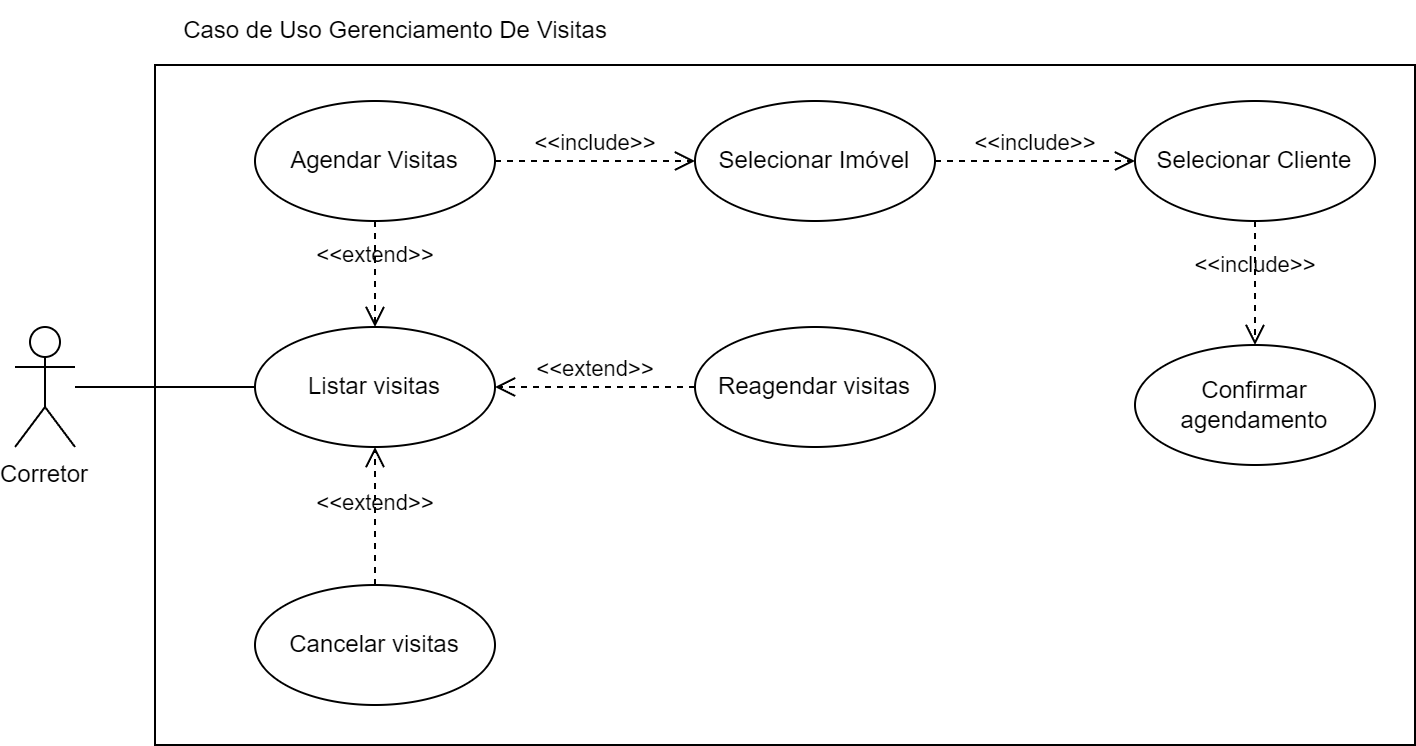 Caso de Uso Gerenciamento De Visitas
Agendar Visitas
<<include>>
Selecionar Imóvel
<<include>>
Selecionar Cliente
<<extend>>
<<include>>
Listar visitas
<<extend>>
Reagendar visitas
Confirmar
agendamento
Corretor
<<extend>>
Cancelar visitas